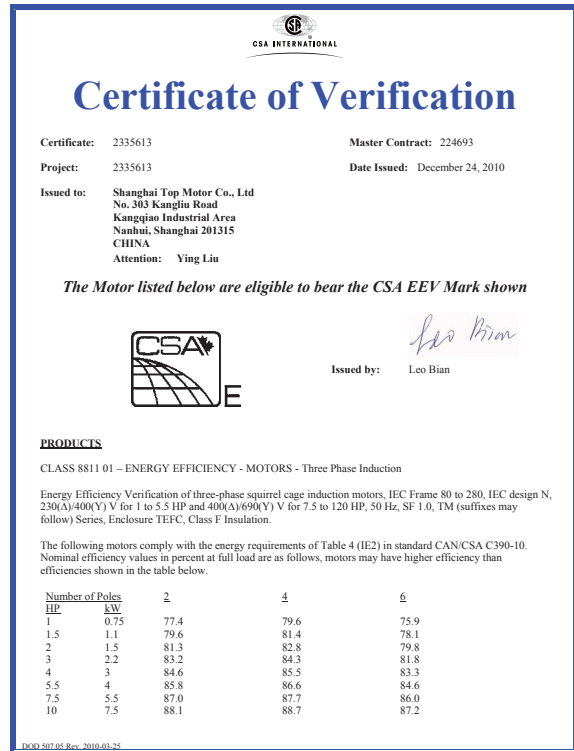 CSA INTERNATIONAL
Certificate of Verification
Certificate: 2335613 Master Contract: 224693
Project: 2335613 Date Issued: December 24, 2010
Issued to: Shanghai Top Motor Co., Ltd
No. 303 Kangliu Road
Kangqiao Industrial Area
Nanhui, Shanghai 201315
CHINA
Attention: Ying Liu
The Motor listed below are eligible to bear the CSA EEV Mark shown
CSA
E
Leo Bian
Issued by: Leo Bian
PRODUCTS
CLASS 8811 01 – ENERGY EFFICIENCY - MOTORS - Three Phase Induction
Energy Efficiency Verification of three-phase squirrel cage induction motors, IEC Frame 80 to 280, IEC design N,
230(Δ)/400(Y) V for 1 to 5.5 HP and 400(Δ)/690(Y) V for 7.5 to 120 HP, 50 Hz, SF 1.0, TM (suffixes may
follow) Series, Enclosure TEFC, Class F Insulation.
The following motors comply with the energy requirements of Table 4 (IE2) in standard CAN/CSA C390-10.
Nominal efficiency values in percent at full load are as follows, motors may have higher efficiency than
efficiencies shown in the table below.
Number of Poles 2 4 6
HP kW
1 0.75 77.4 79.6 75.9
1.5 1.1 79.6 81.4 78.1
2 1.5 81.3 82.8 79.8
3 2.2 83.2 84.3 81.8
4 3 84.6 85.5 83.3
5.5 4 85.8 86.6 84.6
7.5 5.5 87.0 87.7 86.0
10 7.5 88.1 88.7 87.2
DOD 507.05 Rev. 2010-03-25